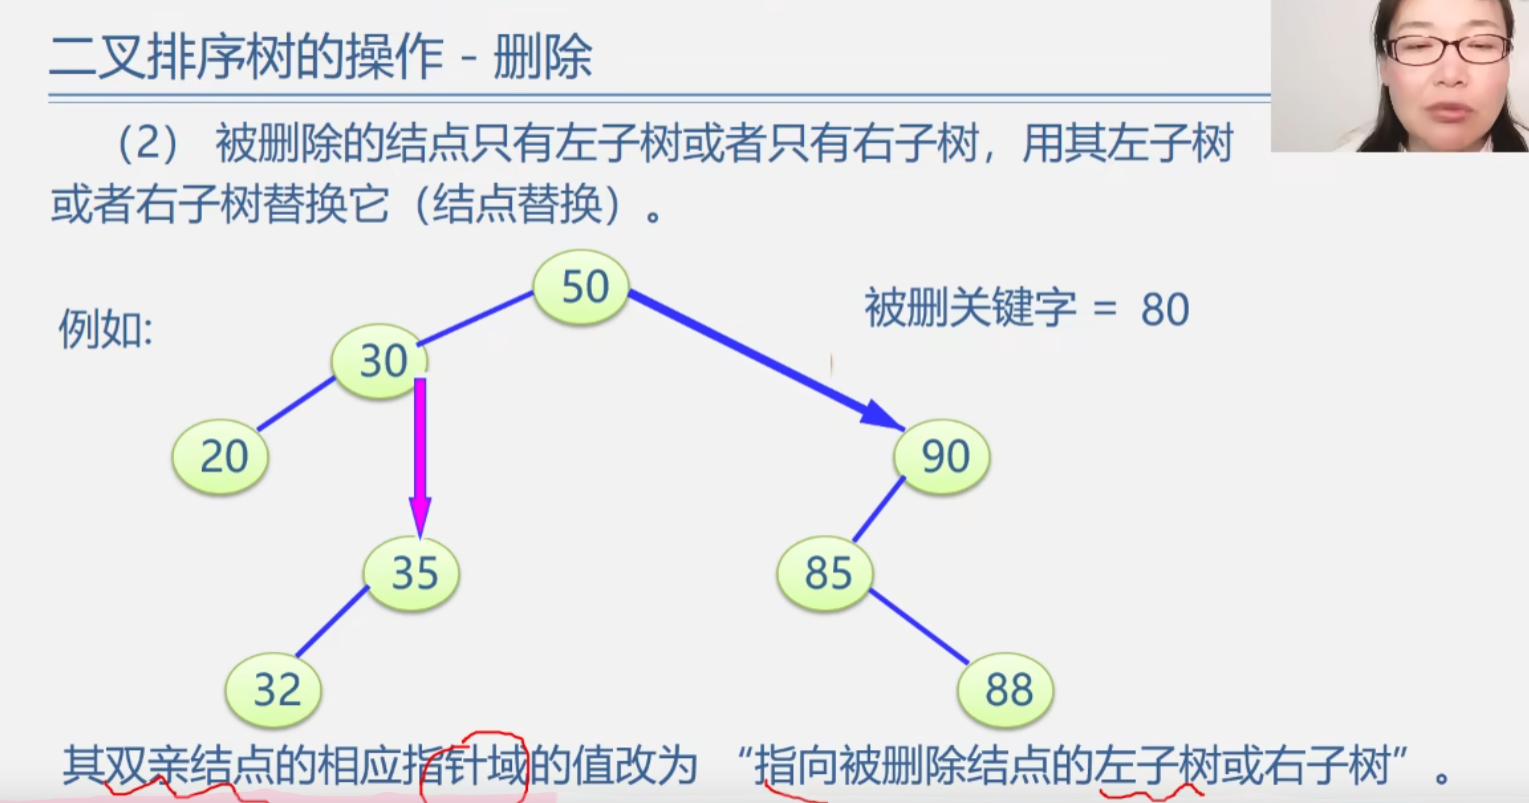 二叉排序树的操作 - 删除
（2） 被删除的结点只有左子树或者只有右子树，用其左子树
或者右子树替换它（结点替换）。
50
例如:
被删关键字 = 80
30
20
90
35
85
32
88
其双亲结点的相应指针域的值改为 “指向被删除结点的左子树或右子树”。